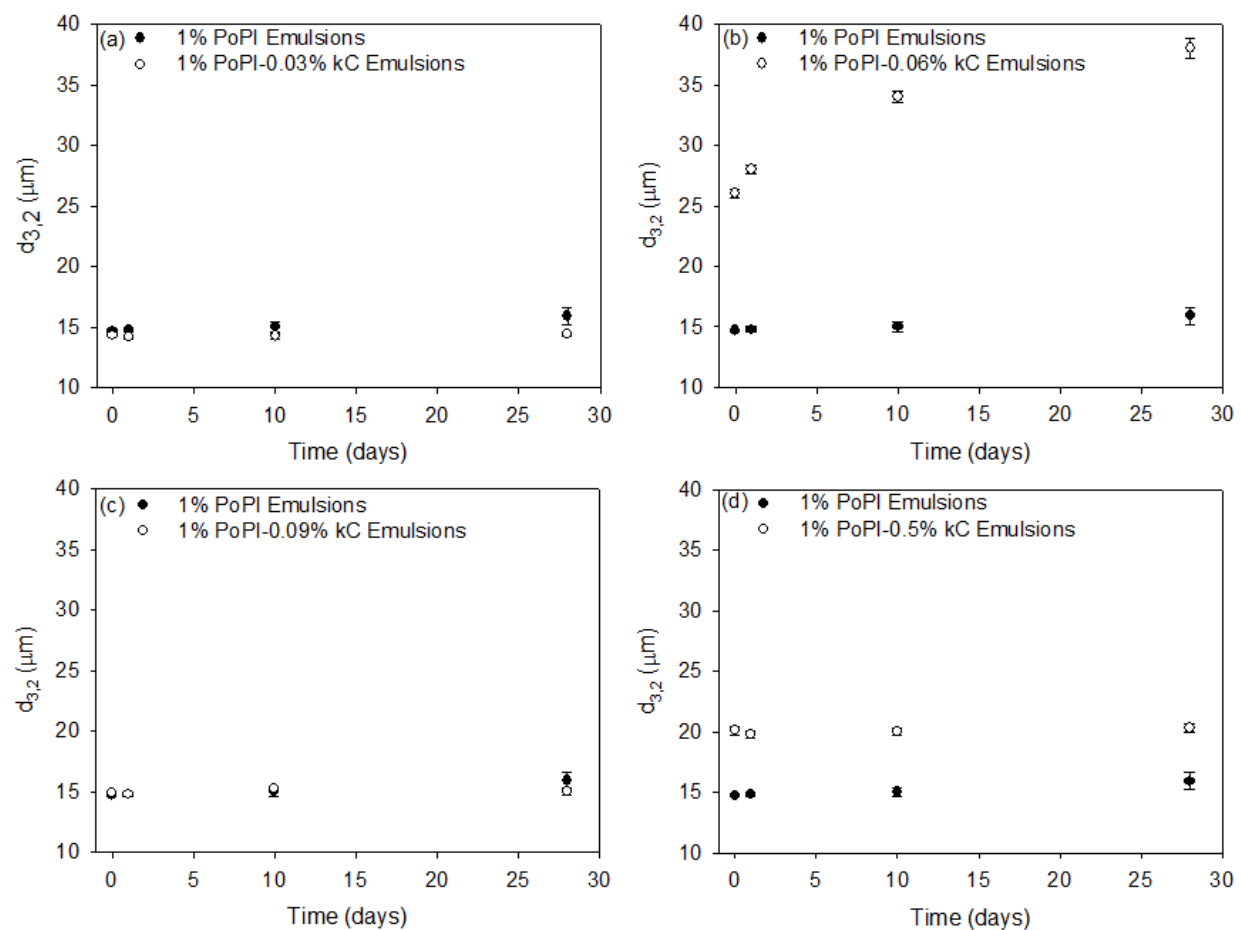 (a) 1% PoPI Emulsions
1% PoPI-0.03% kC Emulsions
40
35
30
25
20
15
10
d3,2 (μm)
0 5 10 15 20 25 30
Time (days)
(b) 1% PoPI Emulsions
1% PoPI-0.06% kC Emulsions
40
35
30
25
20
15
10
d3,2 (μm)
0 5 10 15 20 25 30
Time (days)
(c) 1% PoPI Emulsions
1% PoPI-0.09% kC Emulsions
40
35
30
25
20
15
10
d3,2 (μm)
0 5 10 15 20 25 30
Time (days)
(d) 1% PoPI Emulsions
1% PoPI-0.5% kC Emulsions
40
35
30
25
20
15
10
d3,2 (μm)
0 5 10 15 20 25 30
Time (days)